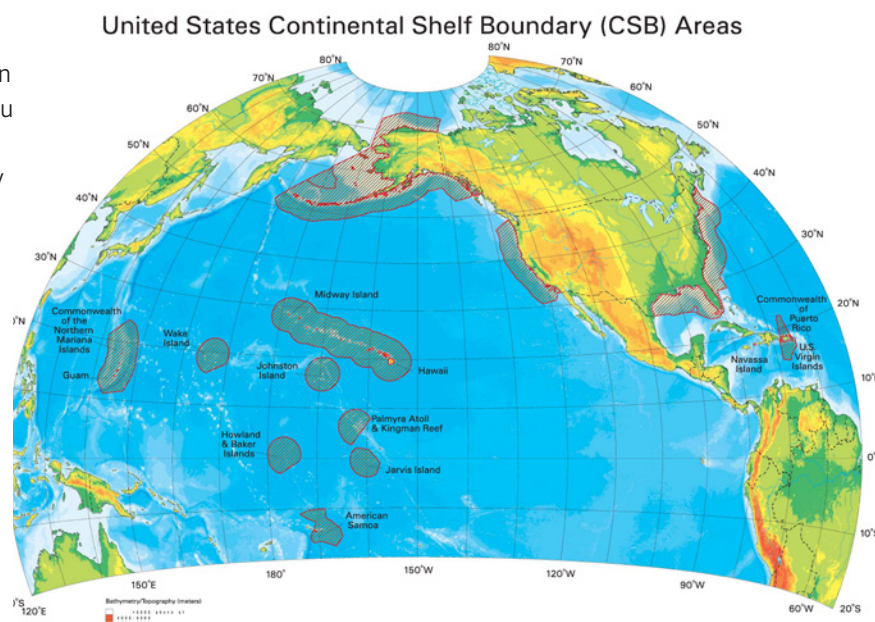 United States Continental Shelf Boundary (CSB) Areas
n
u
80°N
80°N
70°N
70°N
60°N
60°N
50°N
50°N
40°N
40°N
30°N
30°N
20°N
°N
10°N
0°
10°S
20°S
°S
120°E
150°E
180°
150°W
120°W
90°W
60°W
Midway Island
Commonwealth
of the
Northern
Mariana
Islands
Guam
Wake
Island
Johnston
Island
Hawaii
Palmyra Atoll
& Kingman Reef
Howland
& Baker
Islands
Jarvis Island
American
Samoa
Commonwealth
of Puerto
Rico
Navassa
Island
U.S.
Virgin
Islands
Bathymetry/Topography (meters)